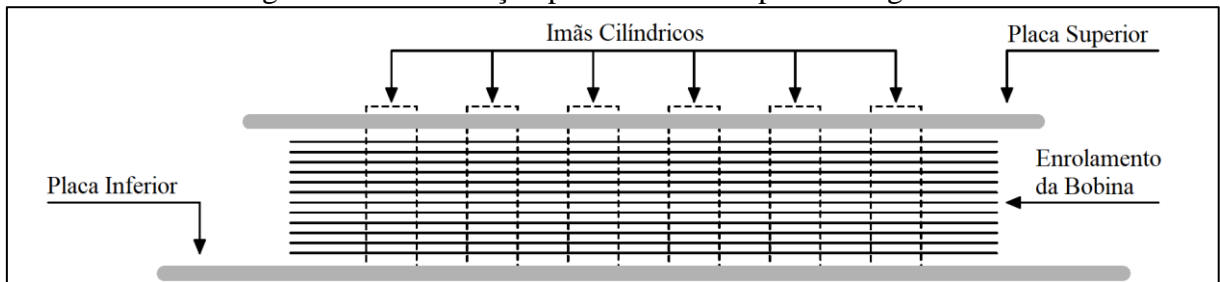 Imãs Cilíndricos
Placa Superior
Enrolamento
da Bobina
Placa Inferior